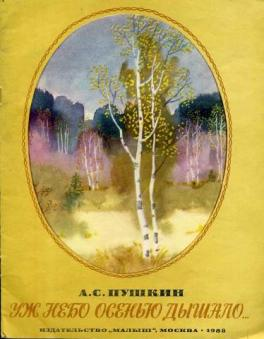 А.С.ПУШКИН
УЖ НЕБО ОСЕНЬЮ ДЫШАЛО...
ИЗДАТЕЛЬСТВО „МАЛЫШ", МОСКВА · 1988